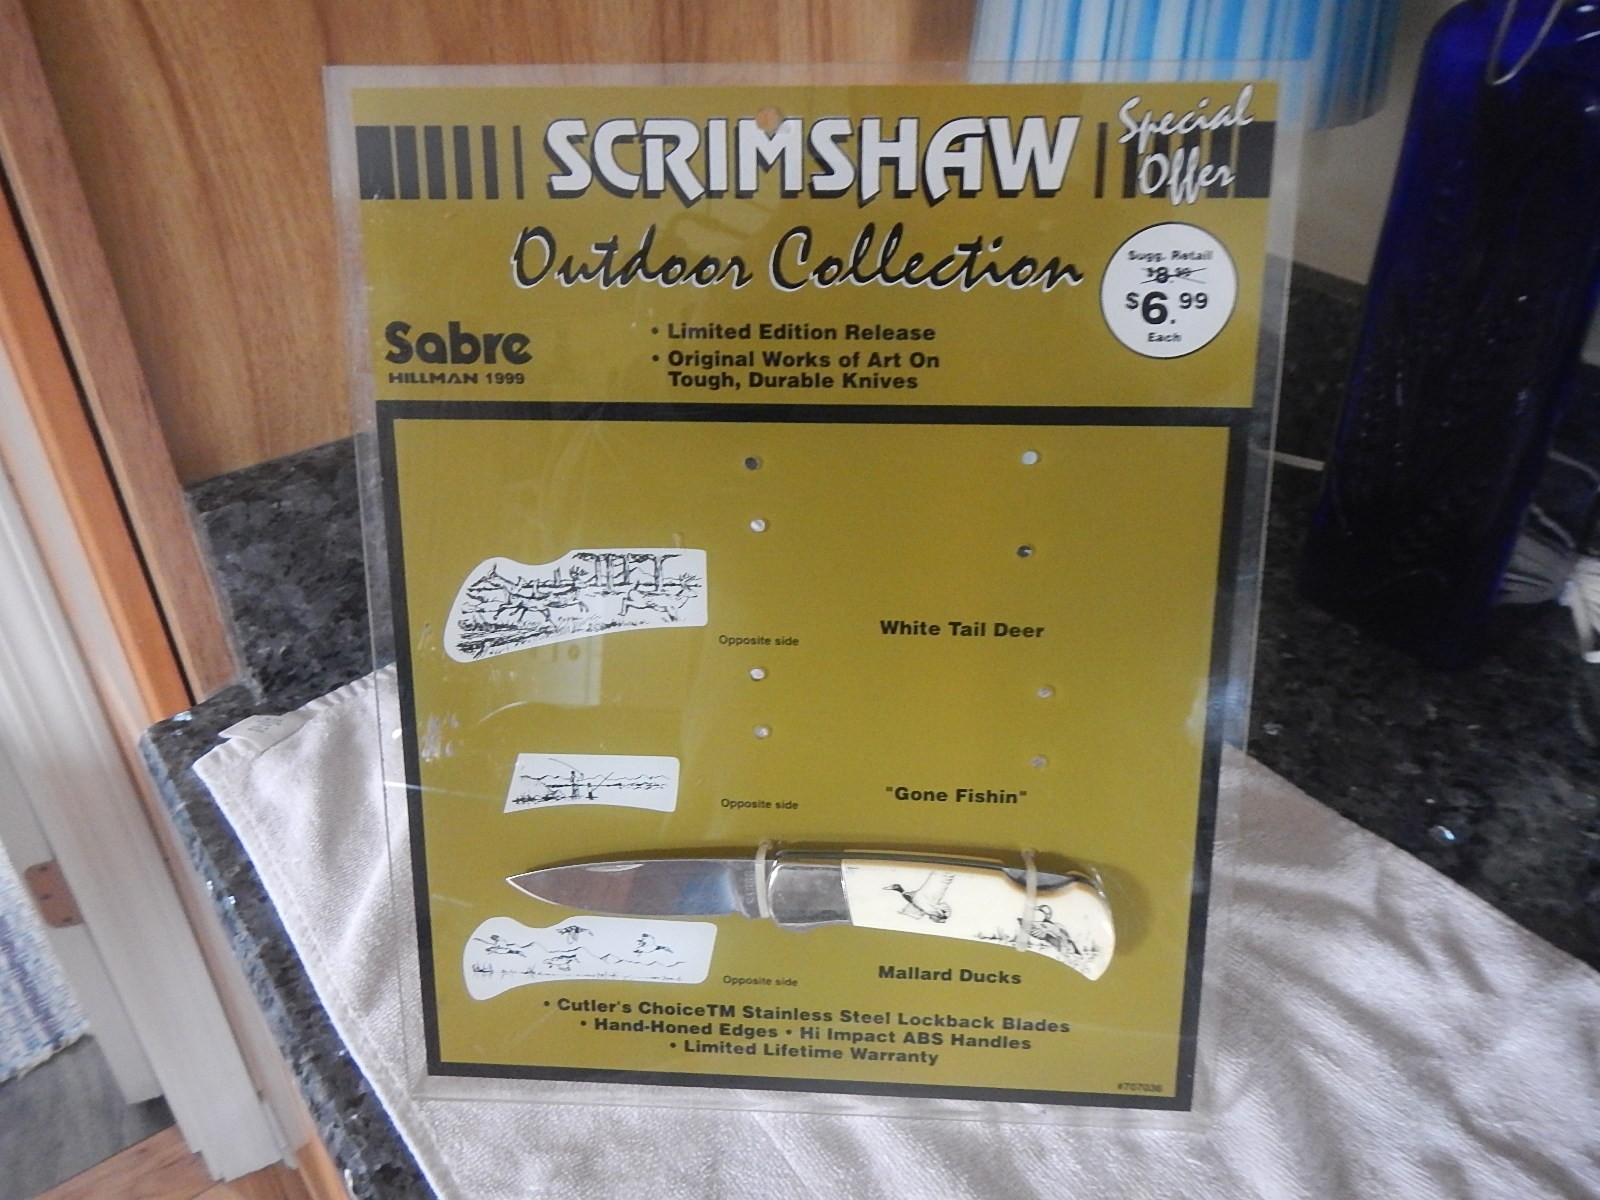 SCRIMSHAW
Special
Offer
Outdoor Collection
Sugg. Retail
$6.99
Each
Sabre
HILLMAN 1999
• Limited Edition Release
• Original Works of Art On
Tough, Durable Knives
Opposite side
White Tail Deer
Opposite side
"Gone Fishin"
Opposite side
Mallard Ducks
• Cutler's ChoiceTM Stainless Steel Lockback Blades
• Hand-Honed Edges • Hi Impact ABS Handles
• Limited Lifetime Warranty
#707036